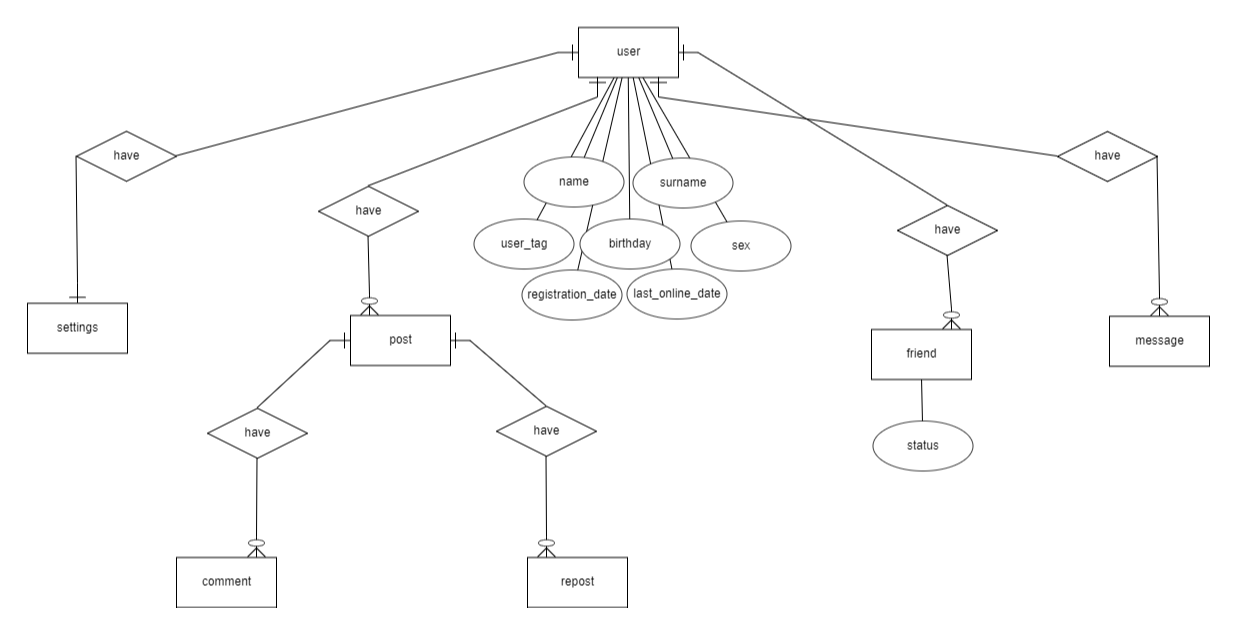 user
have
have
name
surname
have
have
have
user_tag
birthday
sex
registration_date
last_online_date
settings
post
friend
message
have
have
status
comment
repost